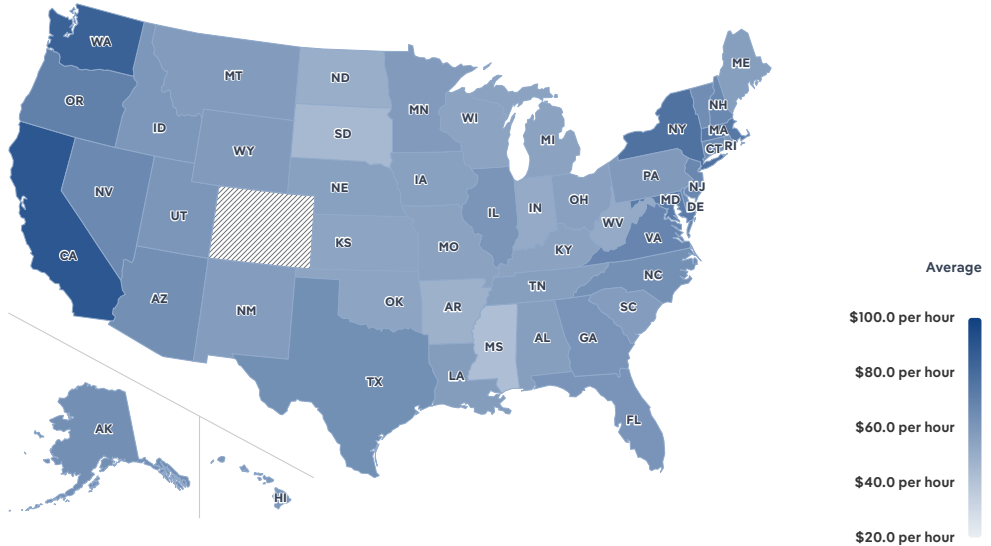 WA
ME
MT
ND
OR
NH
MN
WI
ID
NY
MA
SD
MI
CT
RI
WY
PA
IA
NJ
NE
NV
OH
MD
DE
IN
IL
UT
WV
VA
KS
MO
KY
CA
NC
Average
TN
AZ
OK
AR
SC
NM
$100.0 per hour
AL
GA
MS
$80.0 per hour
LA
TX
FL
$60.0 per hour
AK
$40.0 per hour
HI
$20.0 per hour